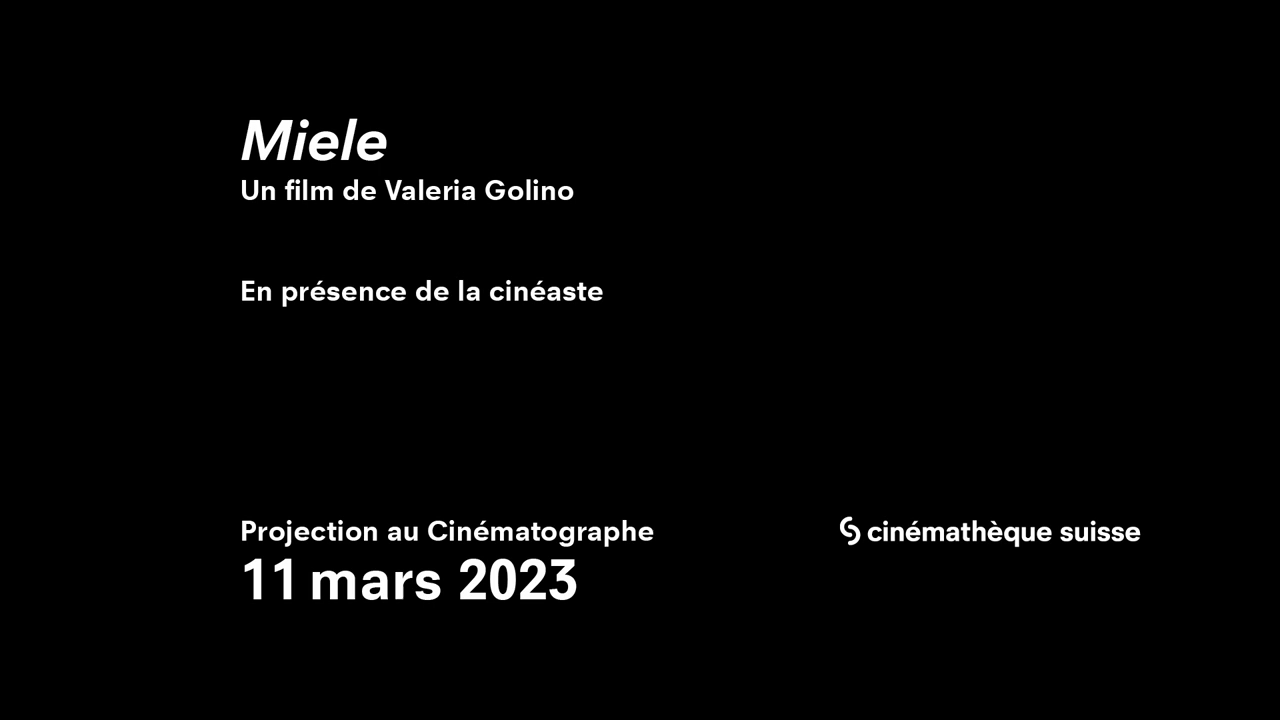 Miele
Un film de Valeria Golino
En présence de la cinéaste
Projection au Cinématographe
11 mars 2023
cinémathèque suisse